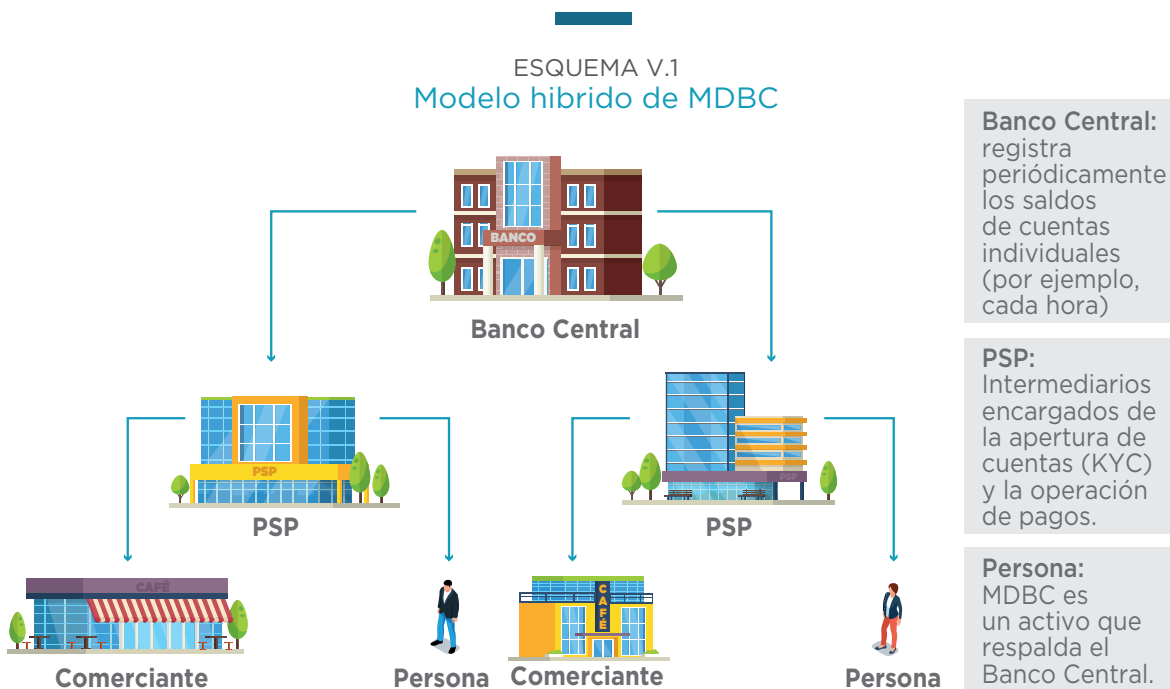 ESQUEMA V.1
Modelo hibrido de MDBC
BANCO
Banco Central
PSP
PSP
PSP
PSP
CAFÉ
Comerciante
Persona
CAFÉ
Comerciante
Persona
Banco Central:
registra
periódicamente
los saldos
de cuentas
individuales
(por ejemplo,
cada hora)
PSP:
Intermediarios
encargados de
la apertura de
cuentas (KYC)
y la operación
de pagos.
Persona:
MDBC es
un activo que
respalda el
Banco Central.